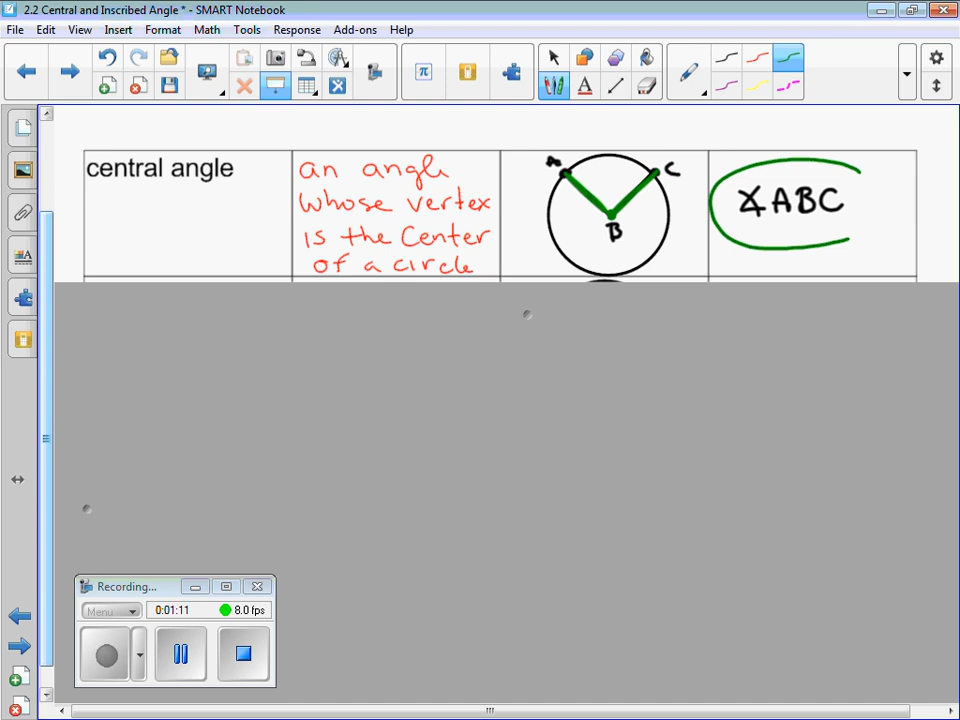 2.2 Central and Inscribed Angle * - SMART Notebook
File Edit View Insert Format Math Tools Response Add-ons Help
central angle
an angle
whose vertex
is the Center
of a circle
A
C
B
∡ABC
Recording...
Menu
0:01:11
8.0 fps